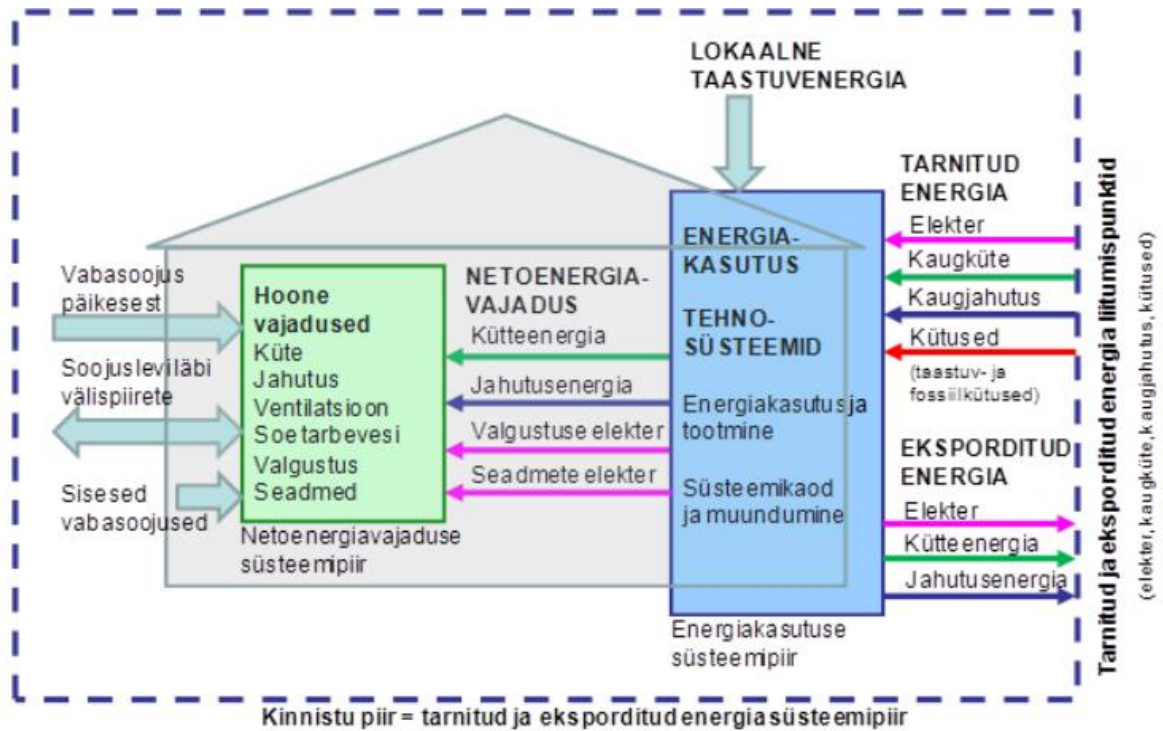 LOKAALNE
TAASTUVENERGIA
TARNITUD
ENERGIA
Elekter
Kaugküte
Kaugjahutus
Kütused
(taastuv- ja
fossiilkütused)
EKSPORDITUD
ENERGIA
Elekter
Kütteenergia
Jahutusenergia
ENERGIA-
KASUTUS
TEHNO-
SÜSTEEMID
Energiakasutus ja
tootmine
Süsteemikaod
ja muundumine
Energiakasutuse
süsteemipiir
NETOENERGIA-
VAJADUS
Kütteenergia
Jahutusenergia
Valgustuse elekter
Seadmete elekter
Hoone
vajadused
Küte
Jahutus
Ventilatsioon
Soe tarbevesi
Valgustus
Seadmed
Netoenergiavajaduse
süsteemipiir
Vabasoojus
päikesest
Soojuslevi läbi
välispiirete
Sisesed
vabasoojused
Tarnitud ja eksporditud energia liitumispunktid
(elekter, kaugküte, kaugjahutus, kütused)
Kinnistu piir = tarnitud ja eksporditud energia süsteemipiir